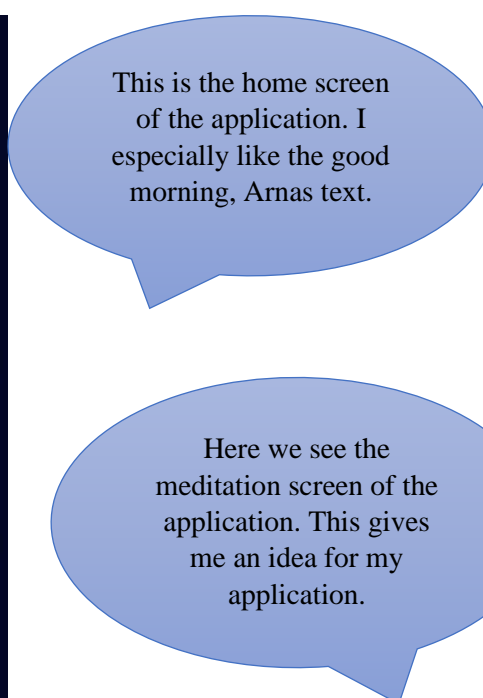 This is the home screen
of the application. I
especially like the good
morning, Arnas text.
Here we see the
meditation screen of the
application. This gives
me an idea for my
application.